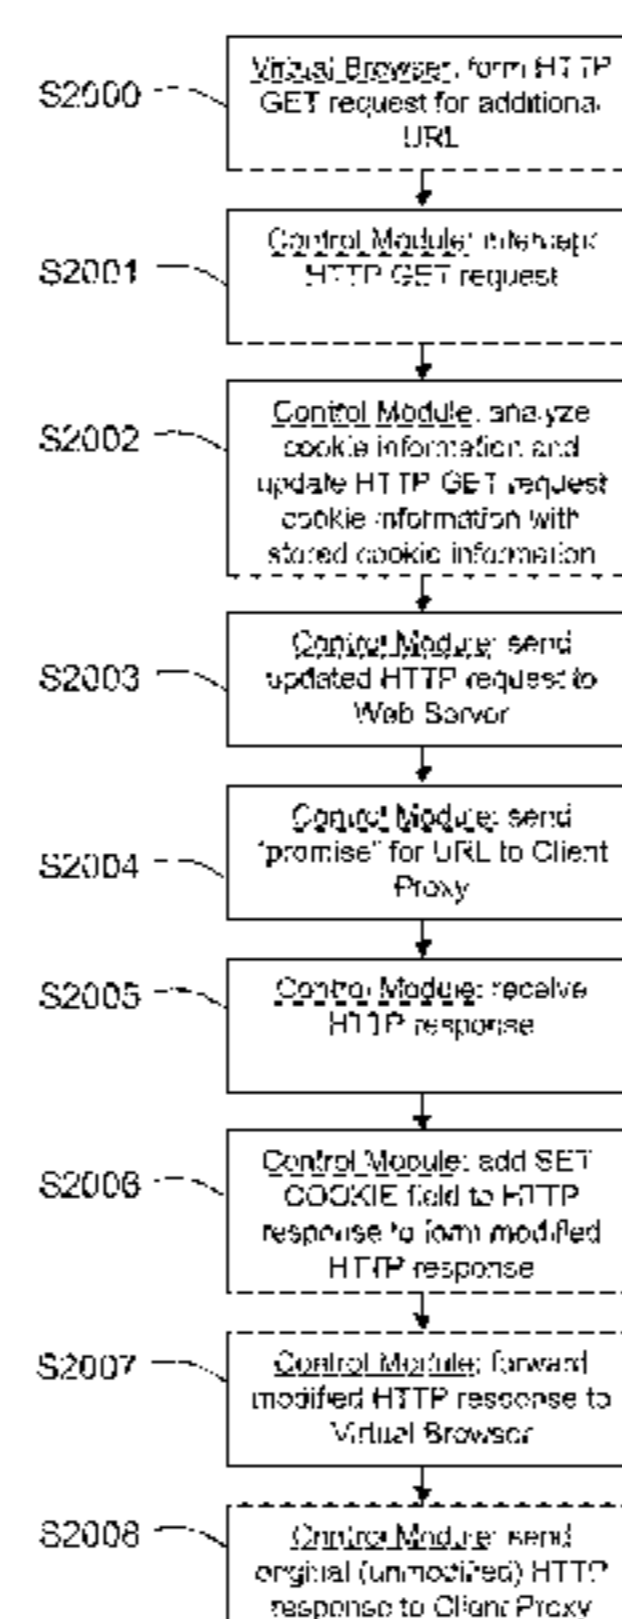 S2000
Virtual Browser: form HTTP
GET request for additional
URL
S2001
Control Module: intercept
HTTP GET request
S2002
Control Module: analyze
cookie information and
update HTTP GET request
cookie information with
stored cookie information
S2003
Control Module: send
updated HTTP request to
Web Server
S2004
Control Module: send
"promise" for URL to Client
Proxy
S2005
Control Module: receive
HTTP response
S2006
Control Module: add SET
COOKIE field to HTTP
response to form modified
HTTP response
S2007
Control Module: forward
modified HTTP response to
Virtual Browser
S2008
Control Module: send
original (unmodified) HTTP
response to Client Proxy